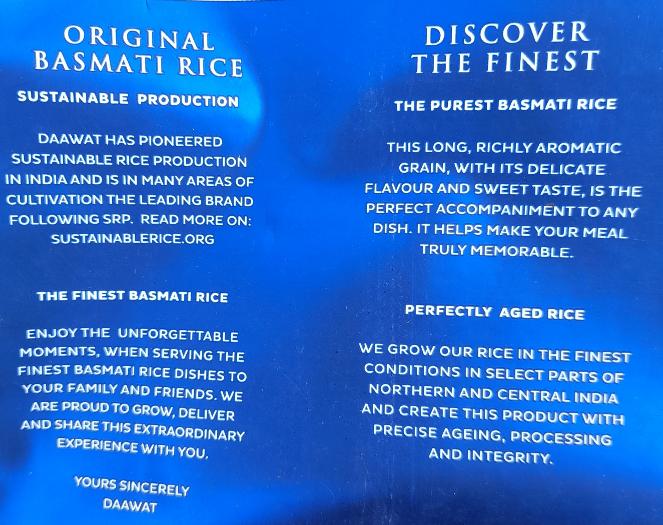 ORIGINAL
BASMATI RICE
SUSTAINABLE PRODUCTION
DAAWAT HAS PIONEERED
SUSTAINABLE RICE PRODUCTION
IN INDIA AND IS IN MANY AREAS OF
CULTIVATION THE LEADING BRAND
FOLLOWING SRP. READ MORE ON:
SUSTAINABLERICE.ORG
THE FINEST BASMATI RICE
ENJOY THE UNFORGETTABLE
MOMENTS, WHEN SERVING THE
FINEST BASMATI RICE DISHES TO
YOUR FAMILY AND FRIENDS. WE
ARE PROUD TO GROW, DELIVER
AND SHARE THIS EXTRAORDINARY
EXPERIENCE WITH YOU.
YOURS SINCERELY
DAAWAT
DISCOVER
THE FINEST
THE PUREST BASMATI RICE
THIS LONG, RICHLY AROMATIC
GRAIN, WITH ITS DELICATE
FLAVOUR AND SWEET TASTE, IS THE
PERFECT ACCOMPANIMENT TO ANY
DISH. IT HELPS MAKE YOUR MEAL
TRULY MEMORABLE.
PERFECTLY AGED RICE
WE GROW OUR RICE IN THE FINEST
CONDITIONS IN SELECT PARTS OF
NORTHERN AND CENTRAL INDIA
AND CREATE THIS PRODUCT WITH
PRECISE AGEING, PROCESSING
AND INTEGRITY.